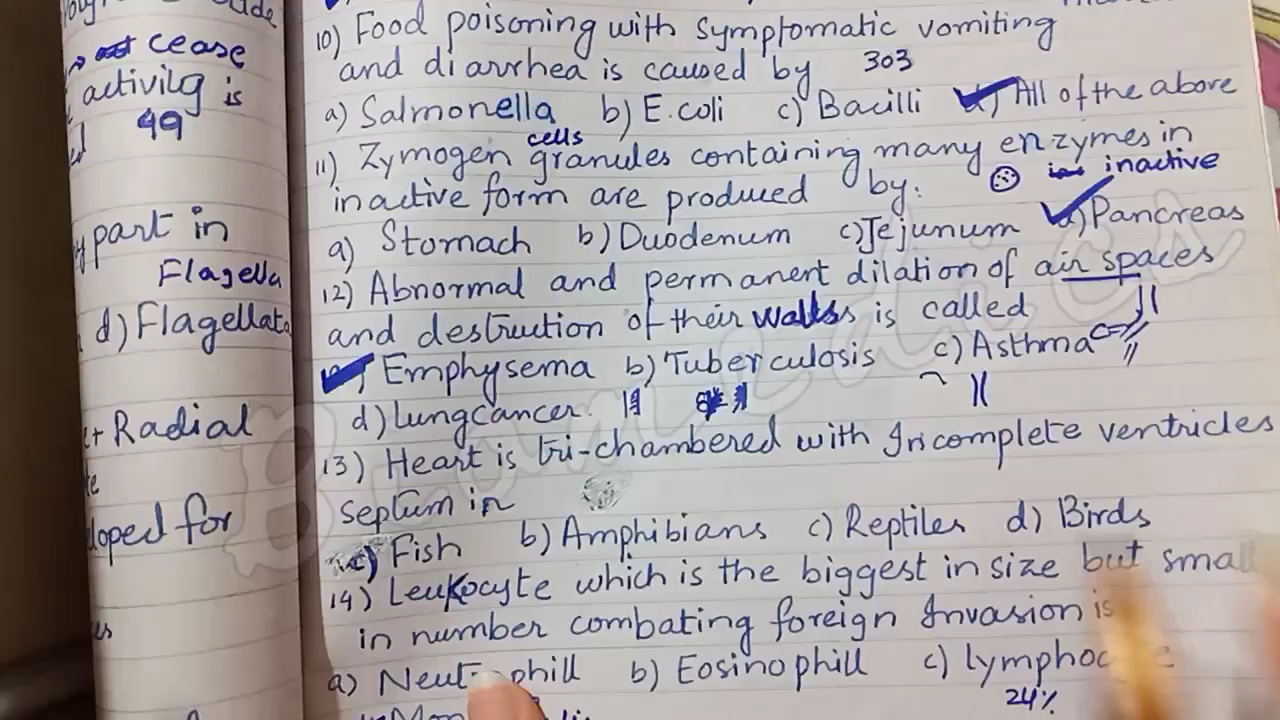 cease
activilg is
49
part in
Flagella
d) Flagellata
Radial
loped for
10) Food poisoning with symptomatic vomiting
and diarrhea is caused by 303
a) Salmonella b) E.coli c) Bacilli d) All of the above
cells
11) Zymogen granules containing many enzymes in
inactive form are produced by: inactive
a) Stomach b) Duodenum c) Jejunum d) Pancreas
12) Abnormal and permanent dilation of air spaces
and destruction of their walls is called
Emphysema b) Tuberculosis c) Asthma
d) Lung cancer
13) Heart is tri-chambered with Incomplete ventricles
septum in
Fish b) Amphibians c) Reptiles d) Birds
14) Leukocyte which is the biggest in size but small
in number combating foreign Invasion is
a) Neutrophill b) Eosinophill c) lymphoc
24%